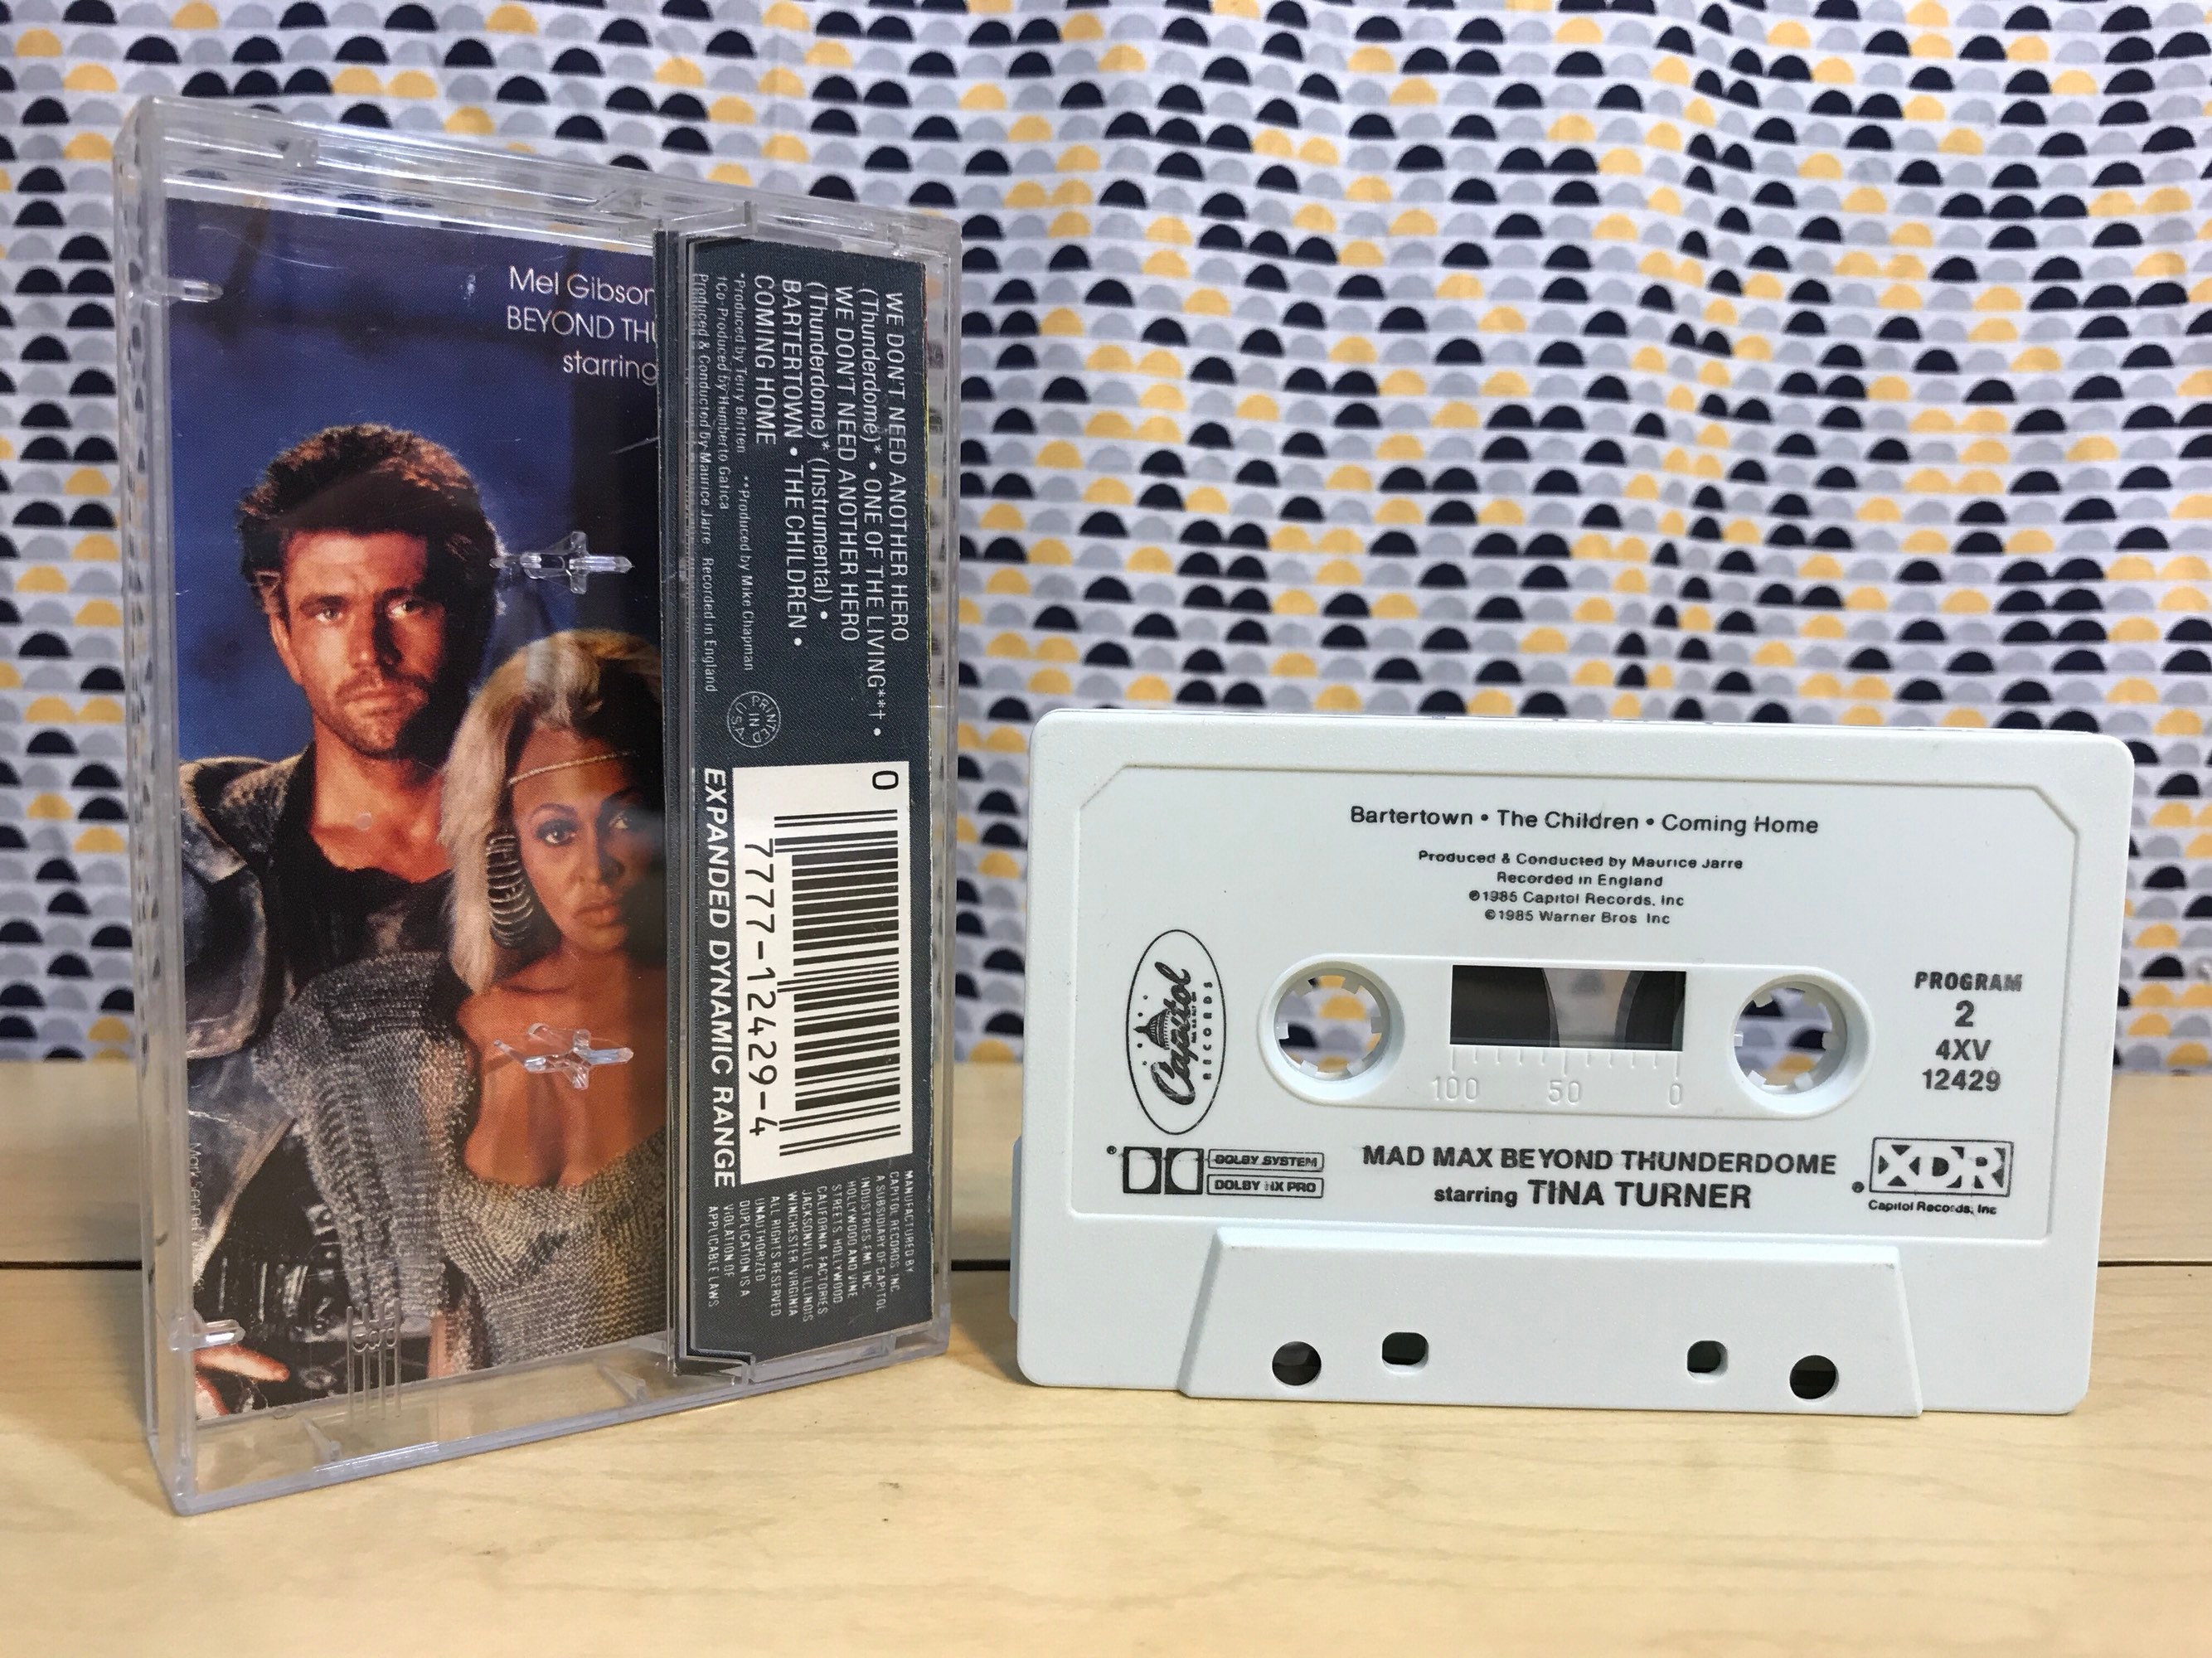 Mel Gibson
BEYOND THU
starring
WE DON'T NEED ANOTHER HERO
(Thunderdome)* • ONE OF THE LIVING**† •
WE DON'T NEED ANOTHER HERO
(Thunderdome)* (Instrumental) •
BARTERTOWN • THE CHILDREN •
COMING HOME
*Produced by Terry Britten **Produced by Mike Chapman
†Co-Produced by Humberto Gatica
Produced & Conducted by Maurice Jarre Recorded in England
PRINTED
IN
U.S.A.
0
7777-12429-4
EXPANDED DYNAMIC RANGE
MANUFACTURED BY
CAPITOL RECORDS, INC.
A SUBSIDIARY OF CAPITOL
INDUSTRIES-EMI, INC.
HOLLYWOOD AND VINE
STREETS, HOLLYWOOD
CALIFORNIA. FACTORIES
JACKSONVILLE, ILLINOIS
WINCHESTER, VIRGINIA
ALL RIGHTS RESERVED
UNAUTHORIZED
DUPLICATION IS A
VIOLATION OF
APPLICABLE LAWS.
Bartertown • The Children • Coming Home
Produced & Conducted by Maurice Jarre
Recorded in England
℗1985 Capitol Records, Inc
©1985 Warner Bros Inc
Capitol
RECORDS
PROGRAM
2
4XV
12429
100 50 0
® DOLBY SYSTEM
DOLBY HX PRO
MAD MAX BEYOND THUNDERDOME
starring TINA TURNER
® XDR
Capitol Records, Inc